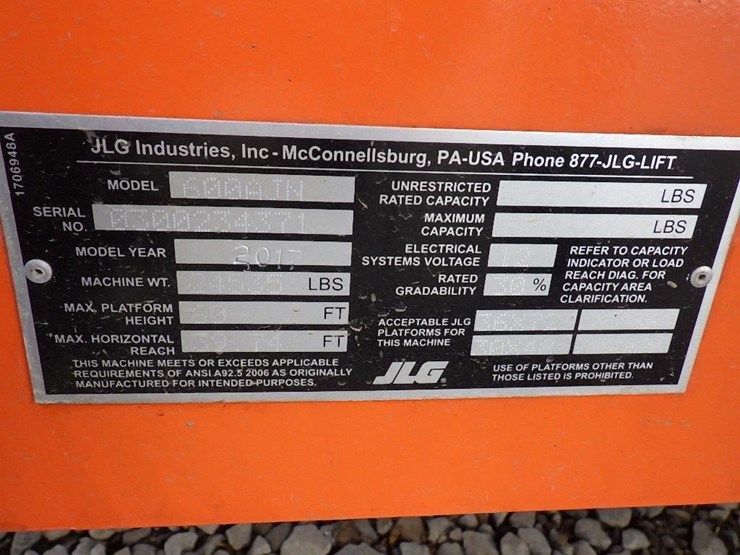 1706948A
JLG Industries, Inc - McConnellsburg, PA-USA Phone 877-JLG-LIFT
MODEL 600AJN
SERIAL NO. 0300234371
MODEL YEAR 2017
MACHINE WT. LBS
MAX. PLATFORM HEIGHT 60 FT
*MAX. HORIZONTAL REACH FT
THIS MACHINE MEETS OR EXCEEDS APPLICABLE
REQUIREMENTS OF ANSI A92.5 2006 AS ORIGINALLY
MANUFACTURED FOR INTENDED PURPOSES.
UNRESTRICTED
RATED CAPACITY LBS
MAXIMUM
CAPACITY LBS
ELECTRICAL
SYSTEMS VOLTAGE
RATED
GRADABILITY %
REFER TO CAPACITY
INDICATOR OR LOAD
REACH DIAG. FOR
CAPACITY AREA
CLARIFICATION.
ACCEPTABLE JLG
PLATFORMS FOR
THIS MACHINE
JLG
USE OF PLATFORMS OTHER THAN
THOSE LISTED IS PROHIBITED.